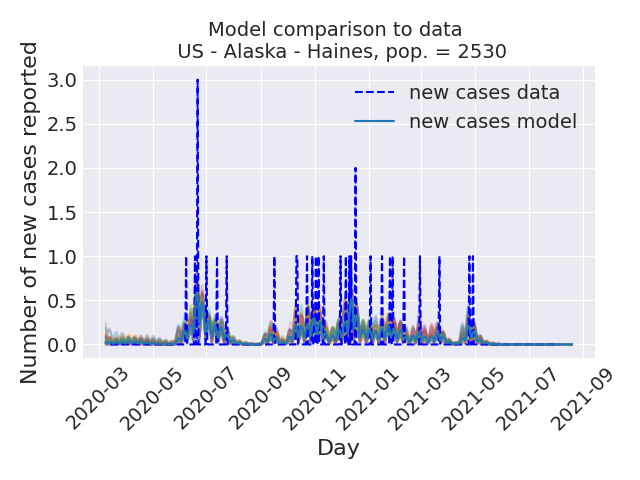 Model comparison to data
US - Alaska - Haines, pop. = 2530
Number of new cases reported
3.0
2.5
2.0
1.5
1.0
0.5
0.0
new cases data
new cases model
2020-03
2020-05
2020-07
2020-09
2020-11
2021-01
2021-03
2021-05
2021-07
2021-09
Day